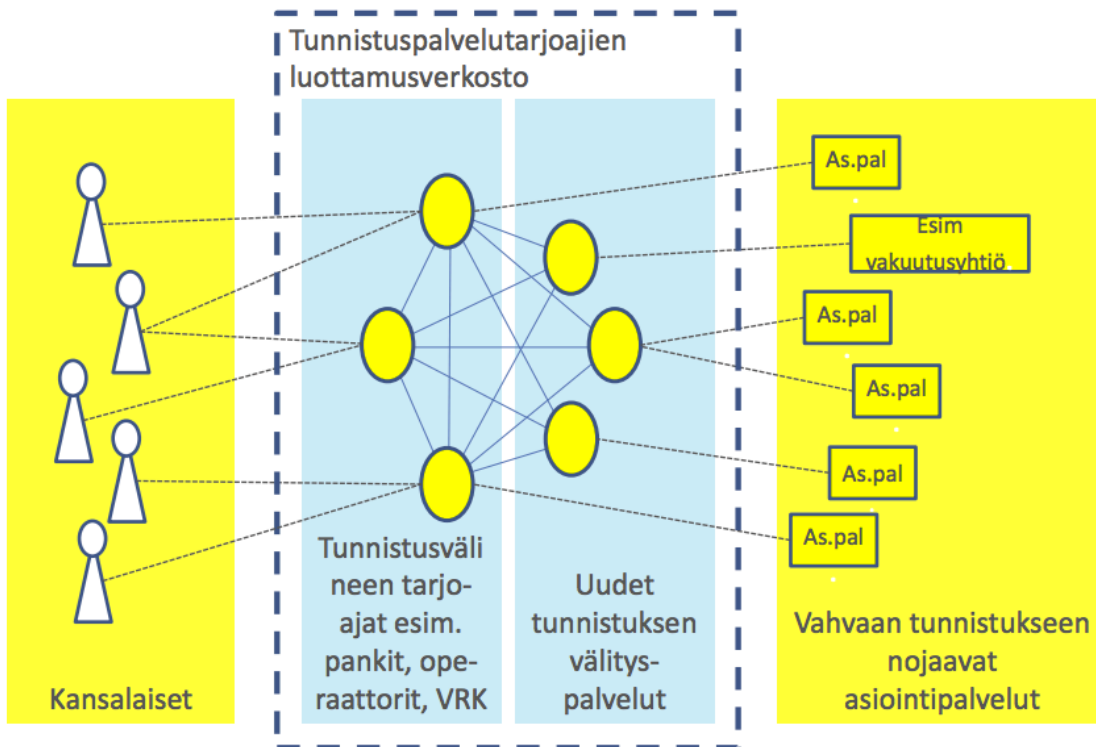 Tunnistuspalvelutarjoajien
luottamusverkosto
As.pal
Esim
vakuutusyhtiö
As.pal
As.pal
As.pal
As.pal
Kansalaiset
Tunnistusväli
neen tarjo-
ajat esim.
pankit, ope-
raattorit, VRK
Uudet
tunnistuksen
välitys-
palvelut
Vahvaan tunnistukseen
nojaavat
asiointipalvelut